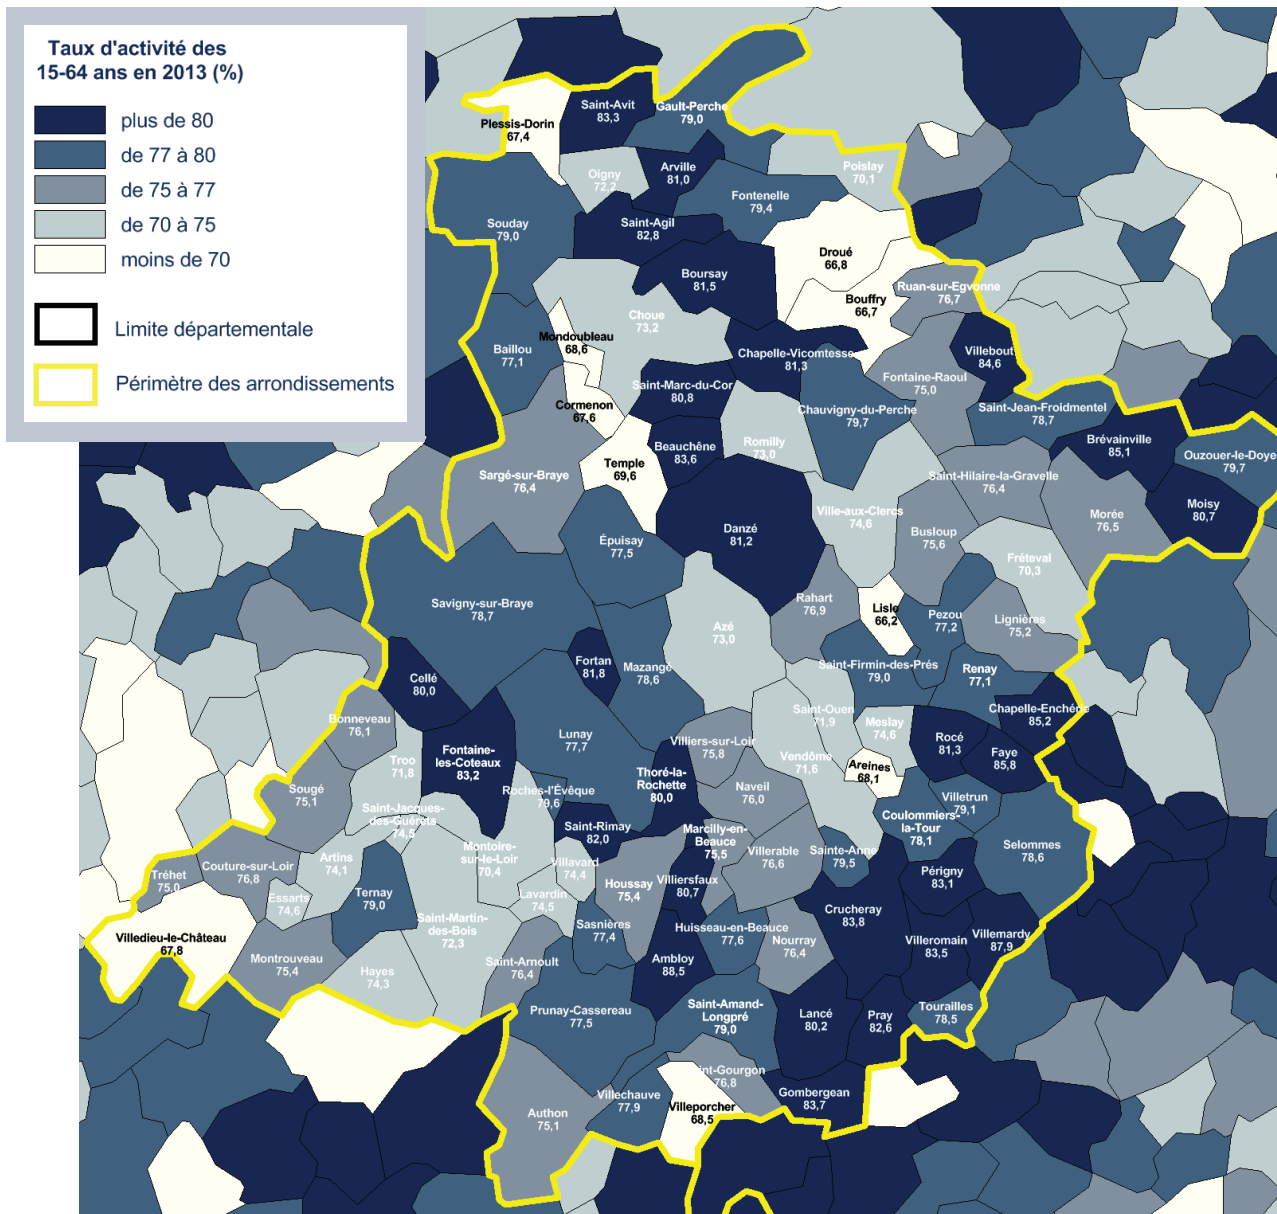 Taux d'activité des
15-64 ans en 2013 (%)
plus de 80
de 77 à 80
de 75 à 77
de 70 à 75
moins de 70
Limite départementale
Périmètre des arrondissements
Plessis-Dorin
67,4
Saint-Avit
83,3
Gault-Perche
79,0
Oigny
72,2
Arville
81,0
Poislay
70,1
Fontenelle
79,4
Souday
79,0
Saint-Agil
82,8
Droué
66,8
Boursay
81,5
Bouffry
66,7
Ruan-sur-Egvonne
76,7
Choue
73,2
Mondoubleau
68,6
Baillou
77,1
Chapelle-Vicomtesse
81,3
Villebout
84,6
Fontaine-Raoul
75,0
Saint-Marc-du-Cor
80,8
Cormenon
67,6
Chauvigny-du-Perche
79,7
Saint-Jean-Froidmentel
78,7
Beauchêne
83,6
Romilly
73,0
Brévainville
85,1
Ouzouer-le-Doye
79,7
Temple
69,6
Sargé-sur-Braye
76,4
Saint-Hilaire-la-Gravelle
76,4
Moisy
80,7
Ville-aux-Clercs
74,6
Morée
76,5
Danzé
81,2
Busloup
75,6
Épuisay
77,5
Fréteval
70,3
Savigny-sur-Braye
78,7
Rahart
76,9
Lisle
66,2
Pezou
77,2
Lignières
75,2
Azé
73,0
Fortan
81,8
Mazangé
78,6
Saint-Firmin-des-Prés
79,0
Renay
77,1
Cellé
80,0
Chapelle-Enchérie
85,2
Saint-Ouen
71,9
Meslay
74,6
Bonneveau
76,1
Lunay
77,7
Villiers-sur-Loir
75,8
Rocé
81,3
Faye
85,8
Fontaine-
les-Coteaux
83,2
Troo
71,8
Vendôme
71,6
Areines
68,1
Thoré-la-
Rochette
80,0
Roches-l'Évêque
79,6
Naveil
76,0
Sougé
75,1
Villetrun
79,1
Saint-Jacques-
des-Guérets
74,5
Coulommiers-
la-Tour
78,1
Saint-Rimay
82,0
Marcilly-en-
Beauce
75,5
Selommes
78,6
Montoire-
sur-le-Loir
70,4
Villerable
76,6
Sainte-Anne
79,5
Artins
74,1
Couture-sur-Loir
76,8
Villavard
74,4
Périgny
83,1
Tréhet
75,0
Houssay
75,4
Villiersfaux
80,7
Ternay
79,0
Essarts
74,6
Lavardin
74,5
Crucheray
83,8
Saint-Martin-
des-Bois
72,3
Sasnières
77,4
Huisseau-en-Beauce
77,6
Villedieu-le-Château
67,8
Nourray
76,4
Villeromain
83,5
Villemardy
87,9
Montrouveau
75,4
Saint-Arnoult
76,4
Ambloy
88,5
Hayes
74,3
Saint-Amand-
Longpré
79,0
Prunay-Cassereau
77,5
Lancé
80,2
Pray
82,6
Tourailles
78,5
int-Gourgon
76,8
Villechauve
77,9
Gombergean
83,7
Villeporcher
68,5
Authon
75,1